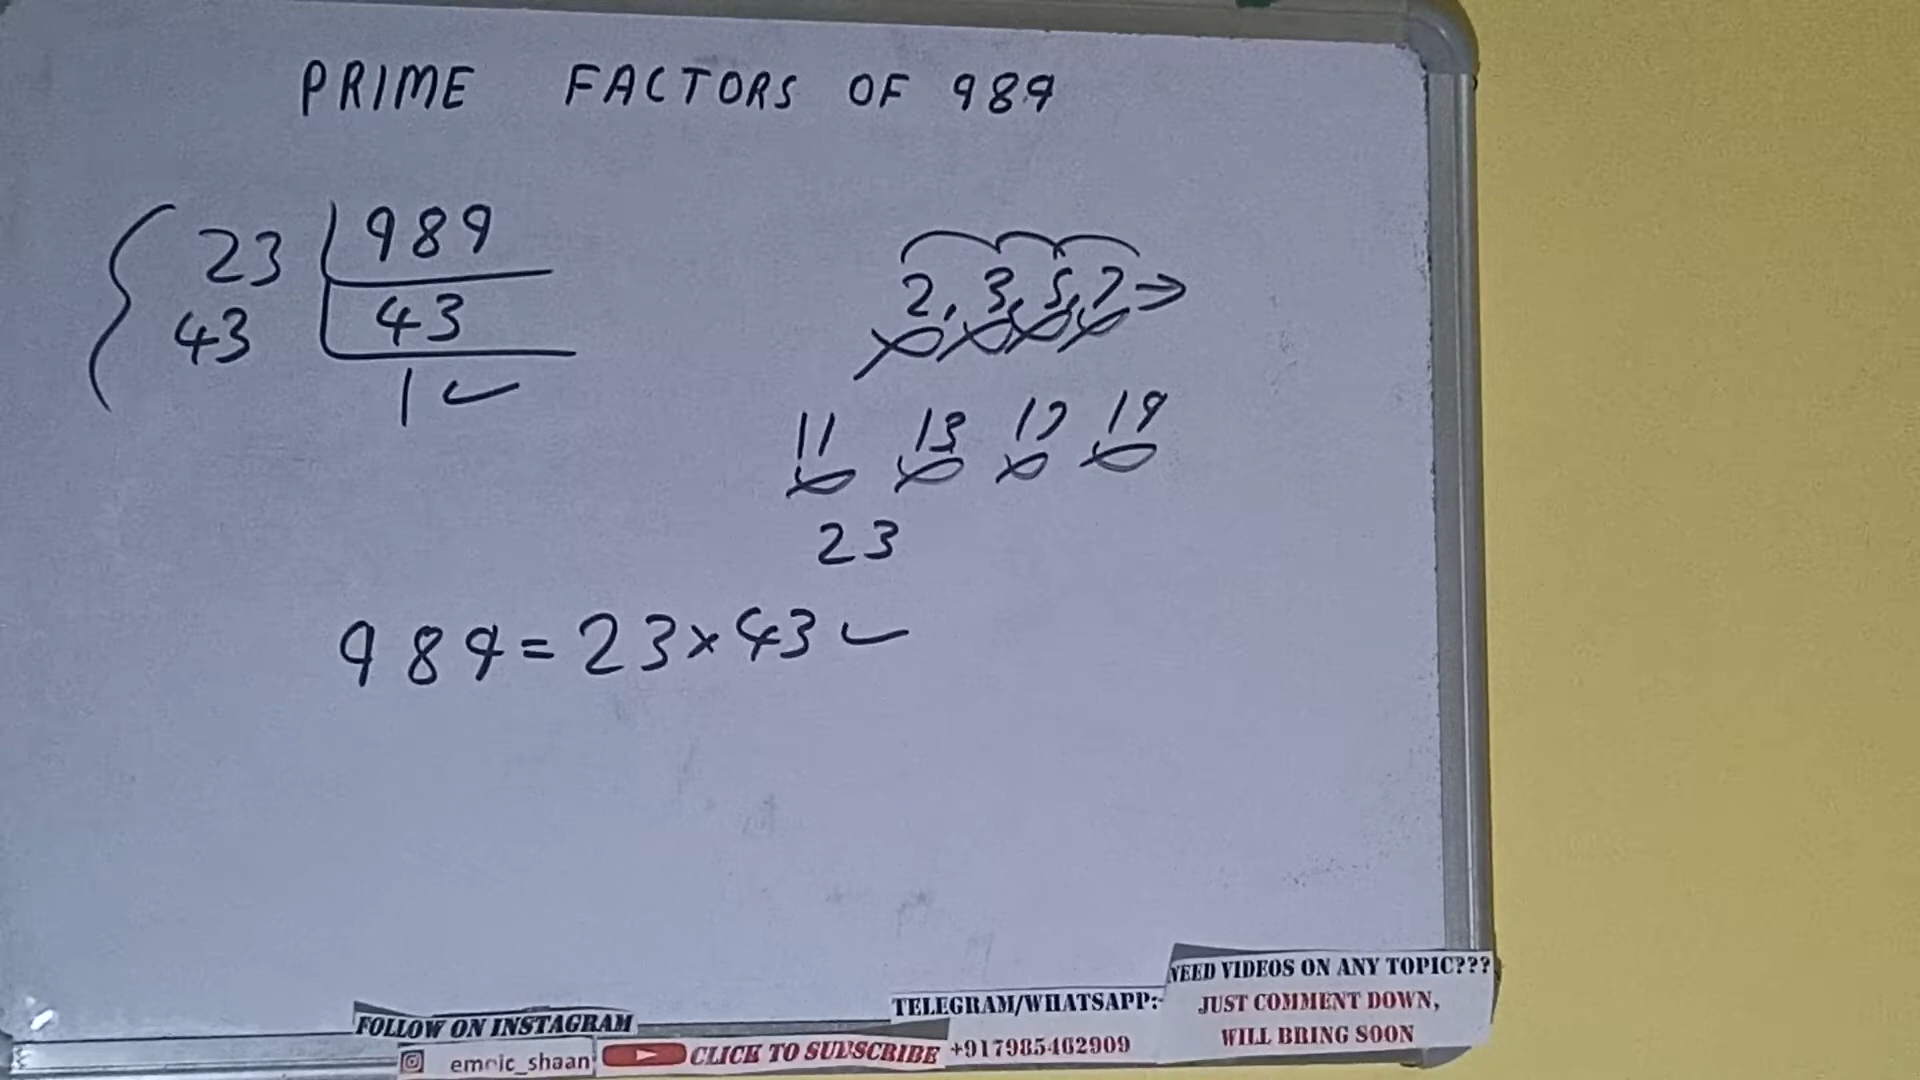 PRIME FACTORS OF 989
23 | 989
43 | 43
1 ✓
2, 3, 5, 7 →
11 13 17 19
23
989 = 23 × 43 ✓
NEED VIDEOS ON ANY TOPIC???
JUST COMMENT DOWN,
WILL BRING SOON
TELEGRAM/WHATSAPP:-
+917985462909
FOLLOW ON INSTAGRAM
CLICK TO SUBSCRIBE